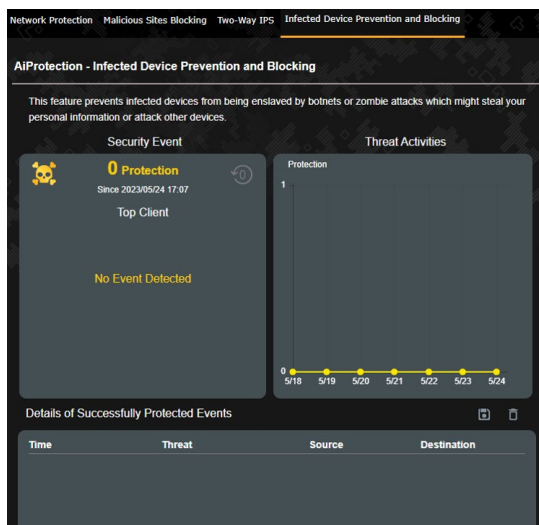 Network Protection Malicious Sites Blocking Two-Way IPS Infected Device Prevention and Blocking
AiProtection - Infected Device Prevention and Blocking
This feature prevents infected devices from being enslaved by botnets or zombie attacks which might steal your
personal information or attack other devices.
Security Event
0 Protection
Since 2023/05/24 17:07
0
Top Client
No Event Detected
Threat Activities
Protection
1
0
5/18 5/19 5/20 5/21 5/22 5/23 5/24
Details of Successfully Protected Events
Time Threat Source Destination